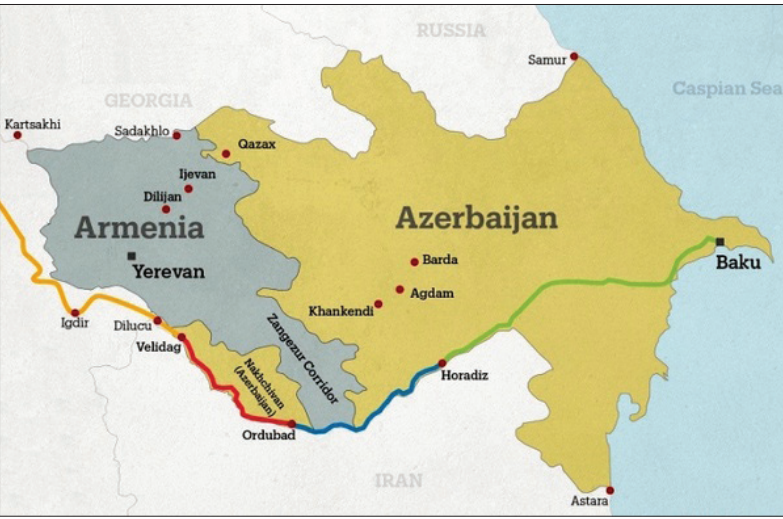 RUSSIA
Samur
Caspian Sea
GEORGIA
Kartsakhi
Sadakhlo
Qazax
Ijevan
Dilijan
Armenia
Azerbaijan
Yerevan
Barda
Baku
Agdam
Khankendi
Igdir
Dilucu
Velidag
Zangezur Corridor
Nakhchivan
(Azerbaijan)
Horadiz
Ordubad
IRAN
Astara